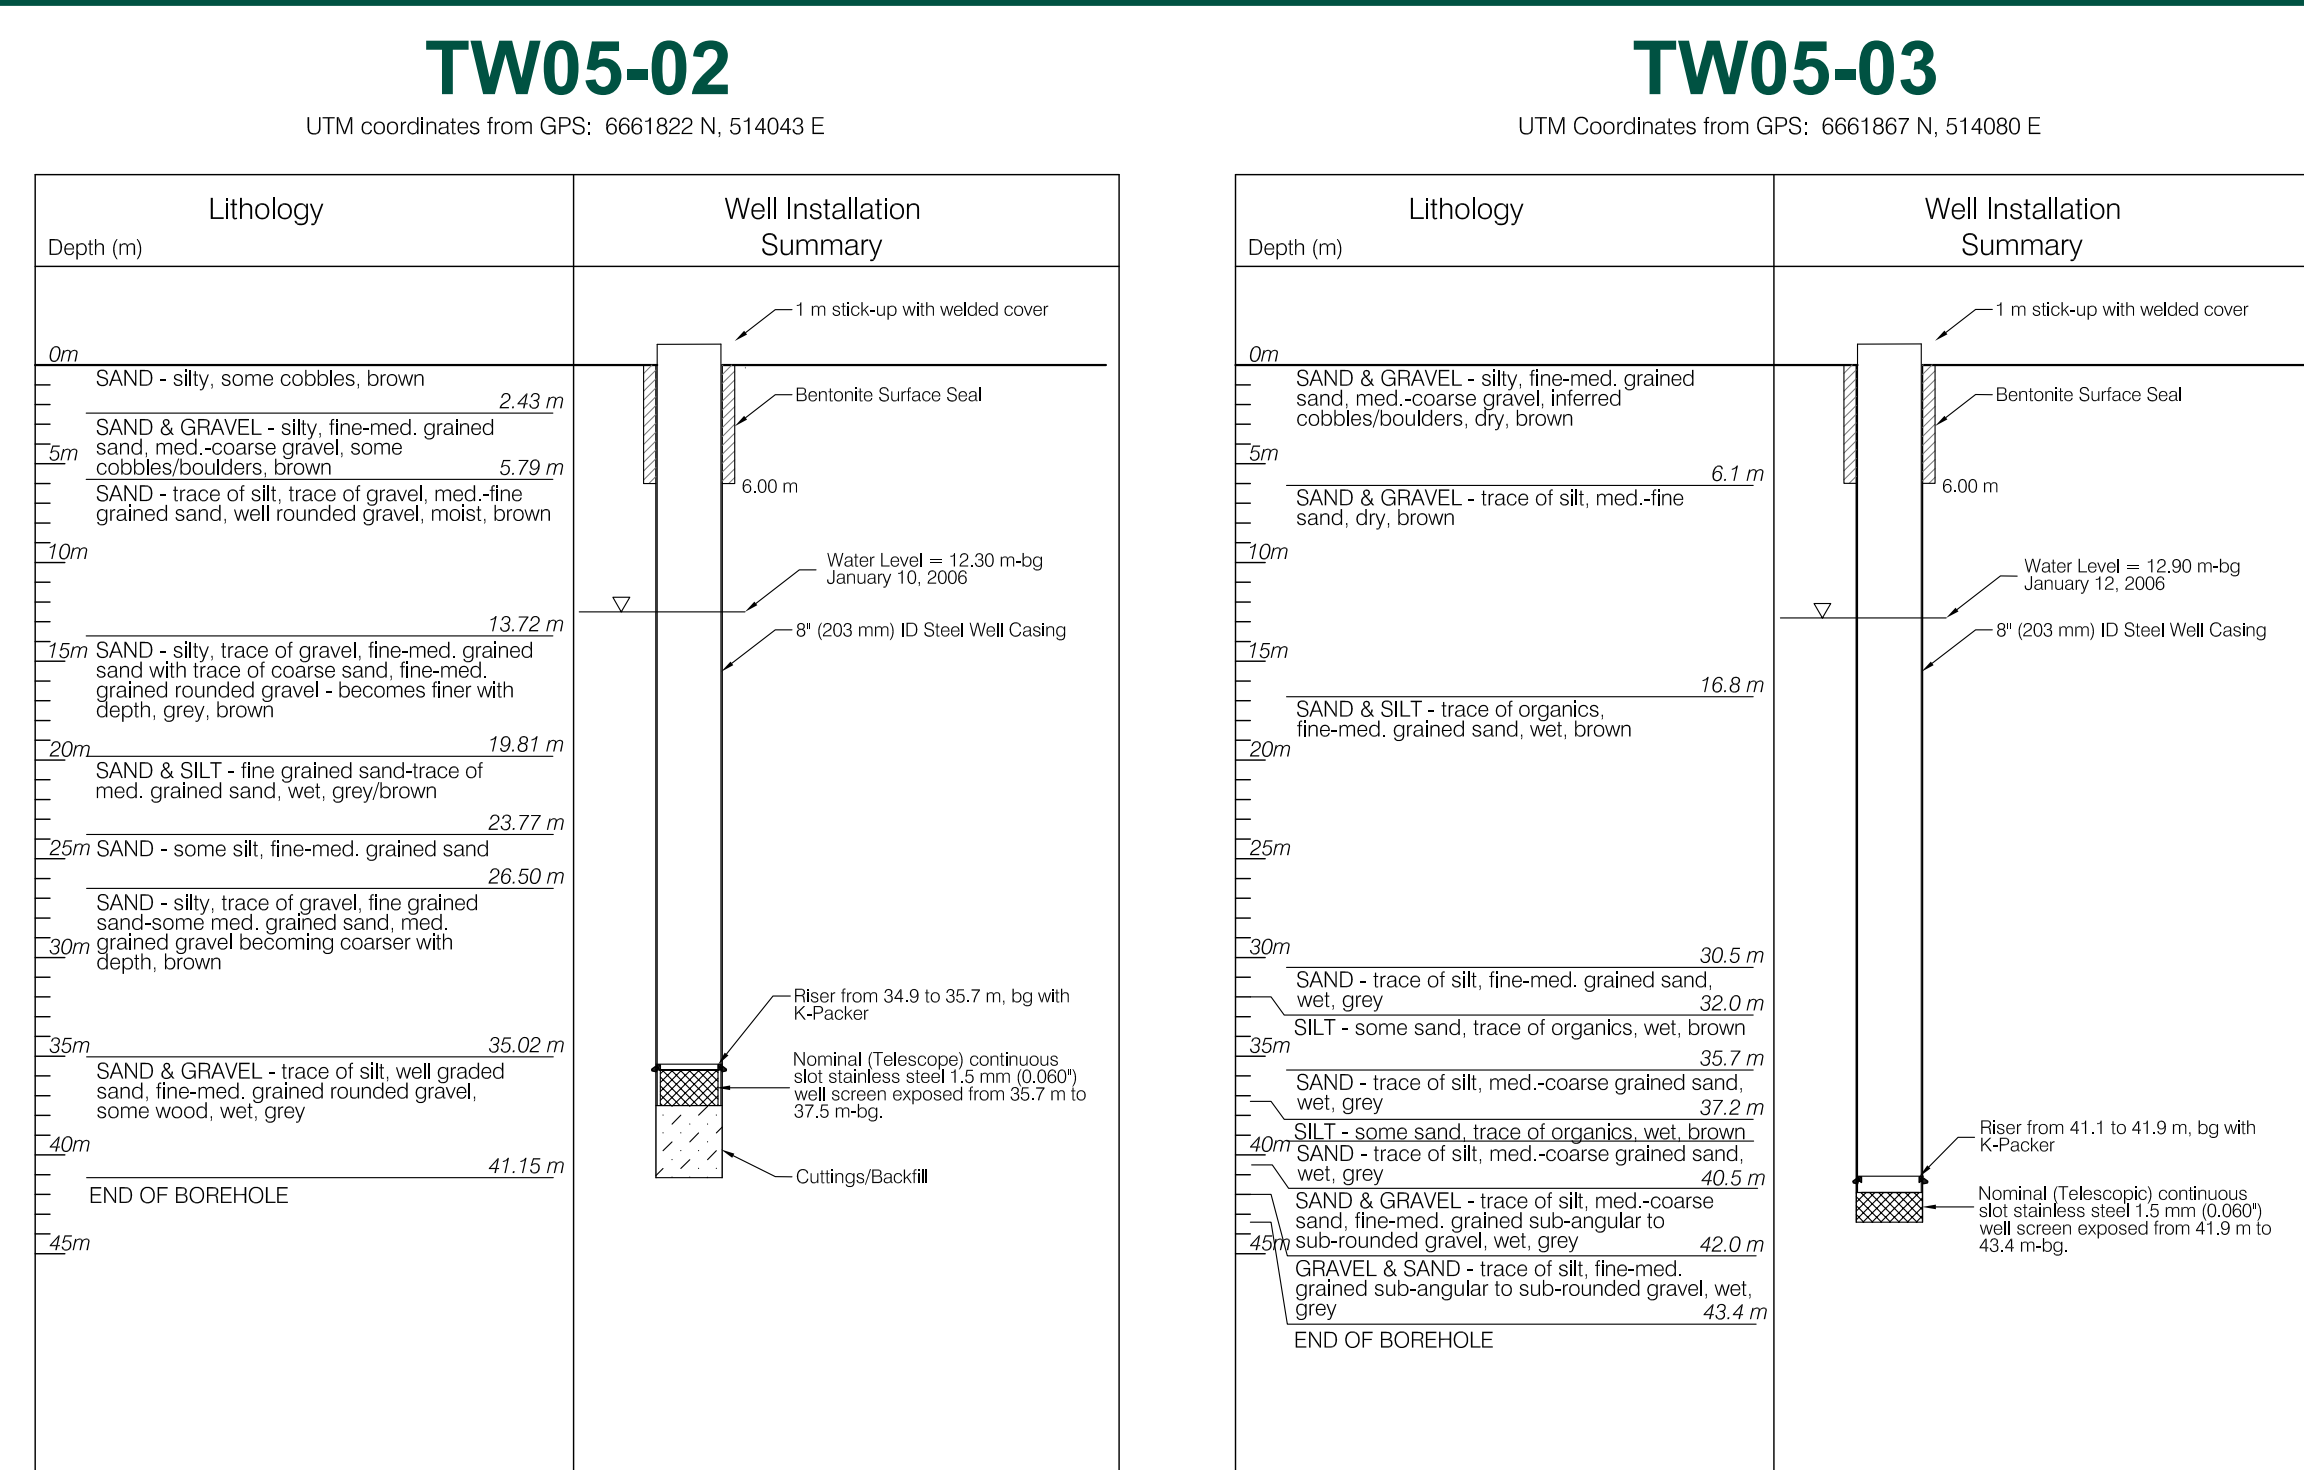 TW05-02
UTM coordinates from GPS: 6661822 N, 514043 E
Lithology
Depth (m)
Well Installation
Summary
1 m stick-up with welded cover
0m
SAND - silty, some cobbles, brown
2.43 m
Bentonite Surface Seal
SAND & GRAVEL - silty, fine-med. grained
sand, med.-coarse gravel, some
cobbles/boulders, brown
5m
5.79 m
6.00 m
SAND - trace of silt, trace of gravel, med.-fine
grained sand, well rounded gravel, moist, brown
10m
Water Level = 12.30 m-bg
January 10, 2006
13.72 m
8" (203 mm) ID Steel Well Casing
15m
SAND - silty, trace of gravel, fine-med. grained
sand with trace of coarse sand, fine-med.
grained rounded gravel - becomes finer with
depth, grey, brown
19.81 m
20m
SAND & SILT - fine grained sand-trace of
med. grained sand, wet, grey/brown
23.77 m
25m
SAND - some silt, fine-med. grained sand
26.50 m
SAND - silty, trace of gravel, fine grained
sand-some med. grained sand, med.
grained gravel becoming coarser with
depth, brown
30m
Riser from 34.9 to 35.7 m, bg with
K-Packer
35m
35.02 m
SAND & GRAVEL - trace of silt, well graded
sand, fine-med. grained rounded gravel,
some wood, wet, grey
Nominal (Telescope) continuous
slot stainless steel 1.5 mm (0.060")
well screen exposed from 35.7 m to
37.5 m-bg.
40m
41.15 m
Cuttings/Backfill
END OF BOREHOLE
45m
TW05-03
UTM Coordinates from GPS: 6661867 N, 514080 E
Lithology
Depth (m)
Well Installation
Summary
1 m stick-up with welded cover
0m
SAND & GRAVEL - silty, fine-med. grained
sand, med.-coarse gravel, inferred
cobbles/boulders, dry, brown
Bentonite Surface Seal
5m
6.1 m
6.00 m
SAND & GRAVEL - trace of silt, med.-fine
sand, dry, brown
10m
Water Level = 12.90 m-bg
January 12, 2006
8" (203 mm) ID Steel Well Casing
15m
16.8 m
SAND & SILT - trace of organics,
fine-med. grained sand, wet, brown
20m
25m
30m
30.5 m
SAND - trace of silt, fine-med. grained sand,
wet, grey
32.0 m
SILT - some sand, trace of organics, wet, brown
35m
35.7 m
SAND - trace of silt, med.-coarse grained sand,
wet, grey
37.2 m
SILT - some sand, trace of organics, wet, brown
40m
SAND - trace of silt, med.-coarse grained sand,
wet, grey
40.5 m
Riser from 41.1 to 41.9 m, bg with
K-Packer
SAND & GRAVEL - trace of silt, med.-coarse
sand, fine-med. grained sub-angular to
sub-rounded gravel, wet, grey
45m
42.0 m
Nominal (Telescopic) continuous
slot stainless steel 1.5 mm (0.060")
well screen exposed from 41.9 m to
43.4 m-bg.
GRAVEL & SAND - trace of silt, fine-med.
grained sub-angular to sub-rounded gravel, wet,
grey
43.4 m
END OF BOREHOLE